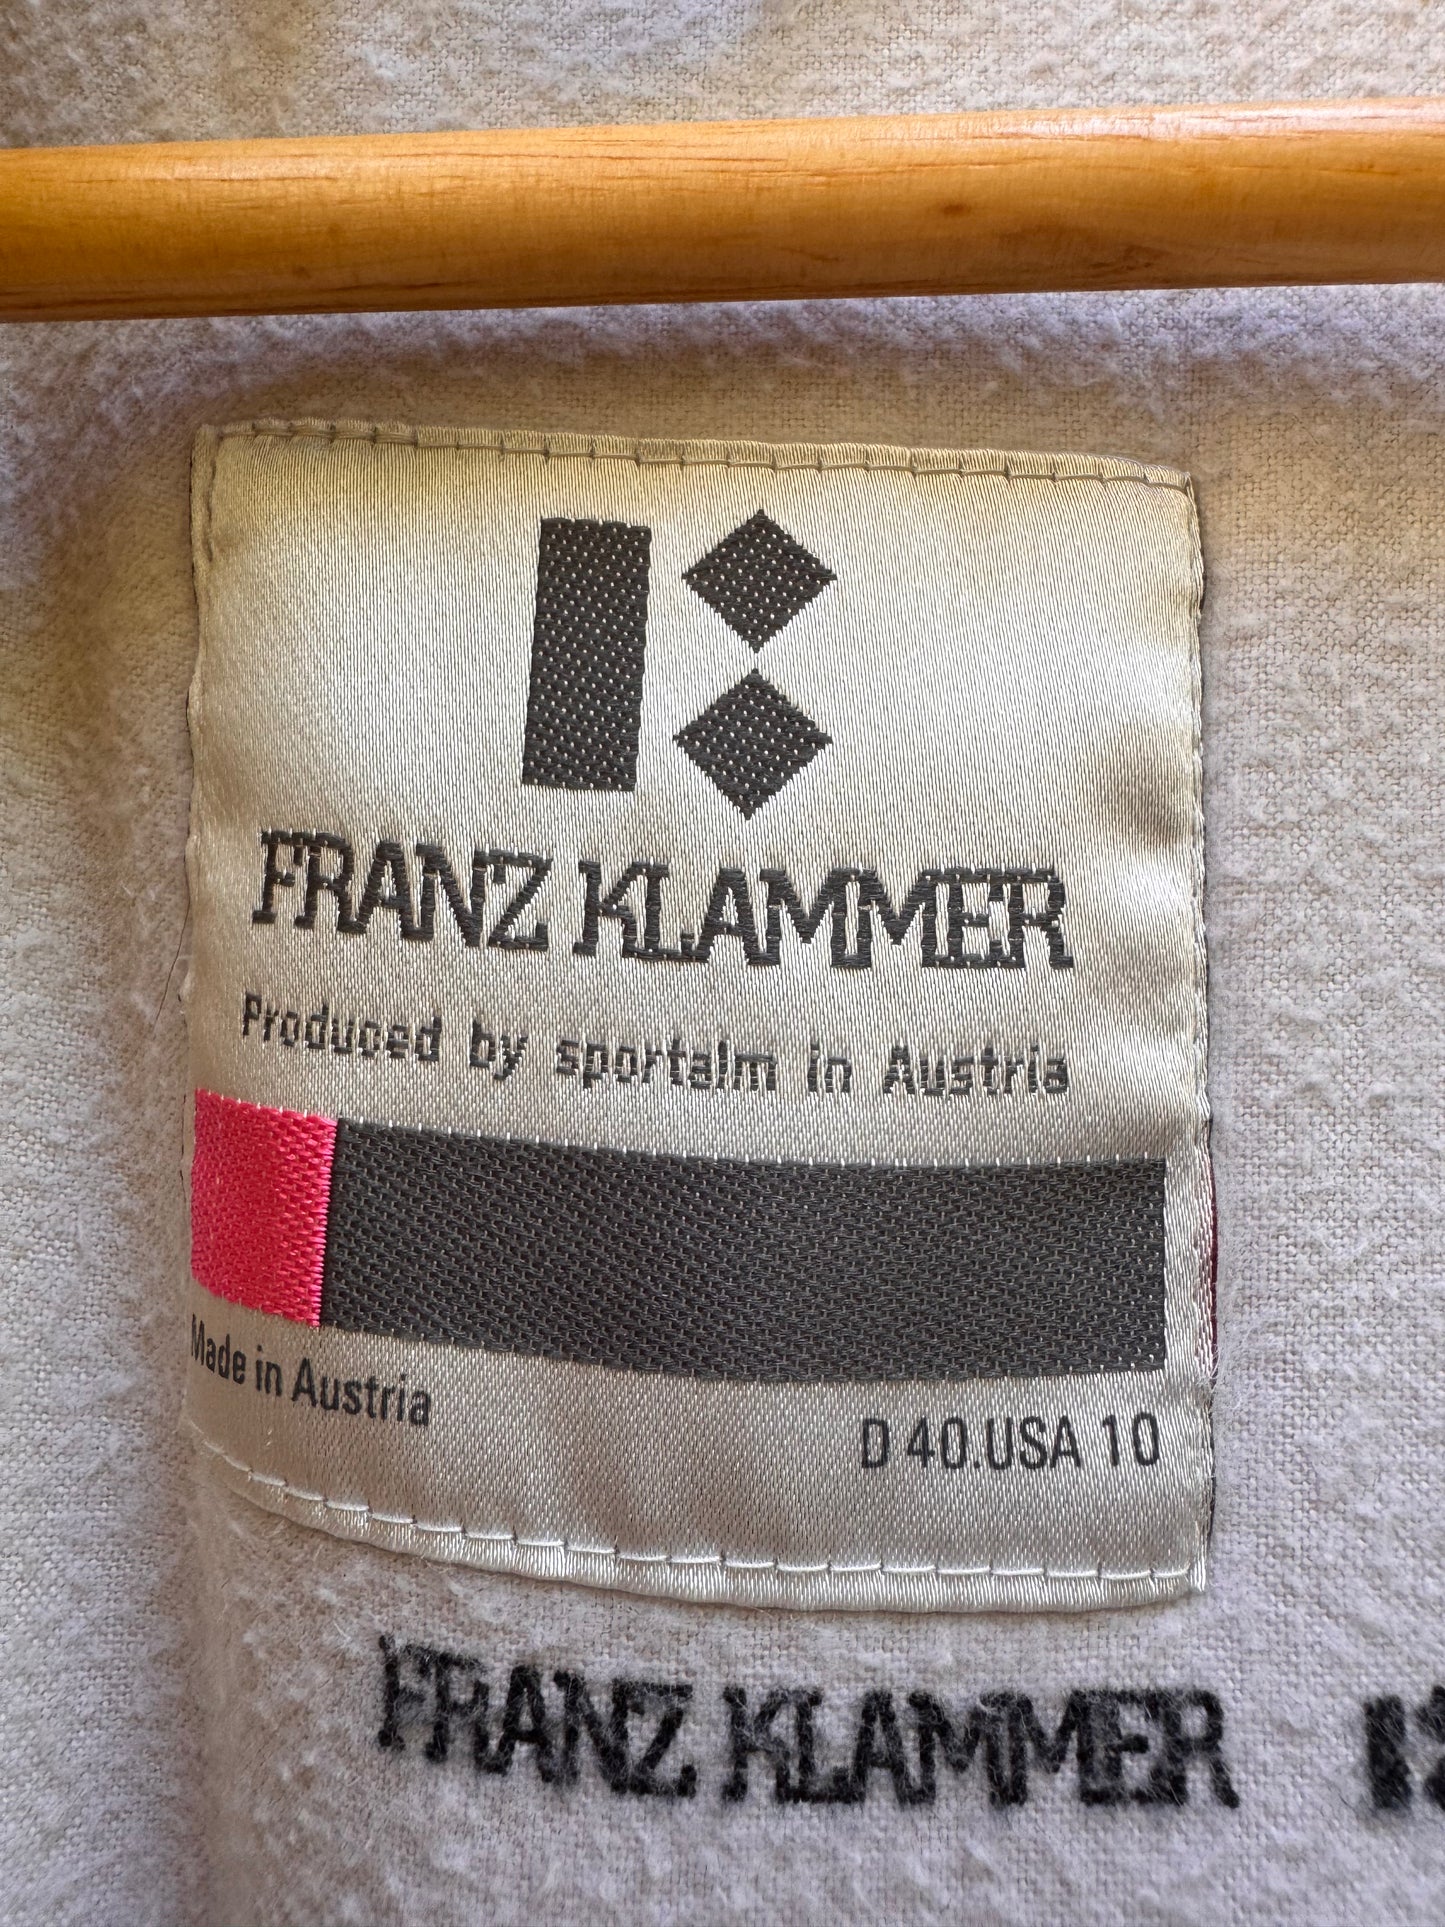 FRANZ KLAMMER
Produced by sportalm in Austria
Made in Austria
D 40.USA 10
FRANZ KLAMMER